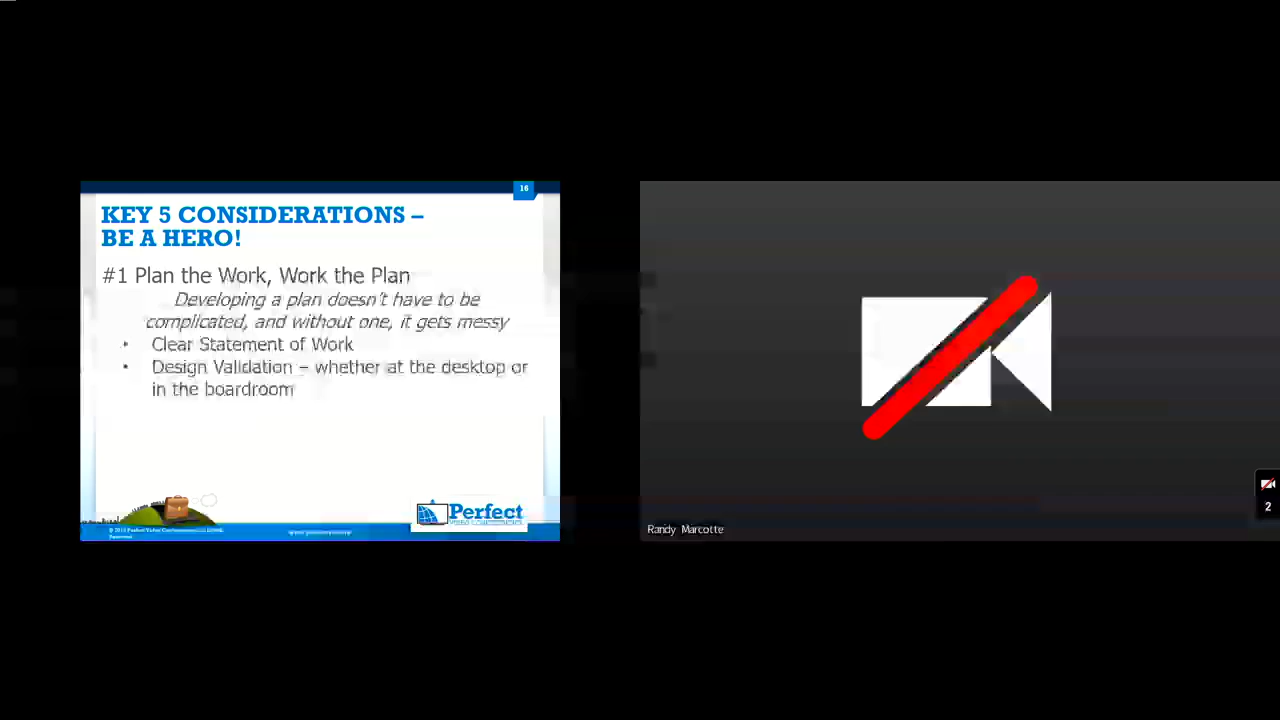 16
KEY 5 CONSIDERATIONS –
BE A HERO!
#1 Plan the Work, Work the Plan
Developing a plan doesn't have to be
complicated, and without one, it gets messy
• Clear Statement of Work
• Design Validation – whether at the desktop or
in the boardroom
Perfect
Randy Marcotte
2